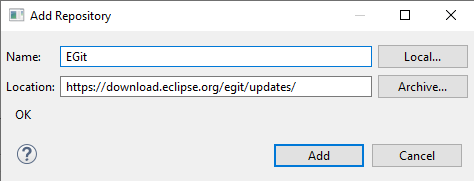 Add Repository
Name: EGit Local...
Location: https://download.eclipse.org/egit/updates/ Archive...
OK
? Add Cancel